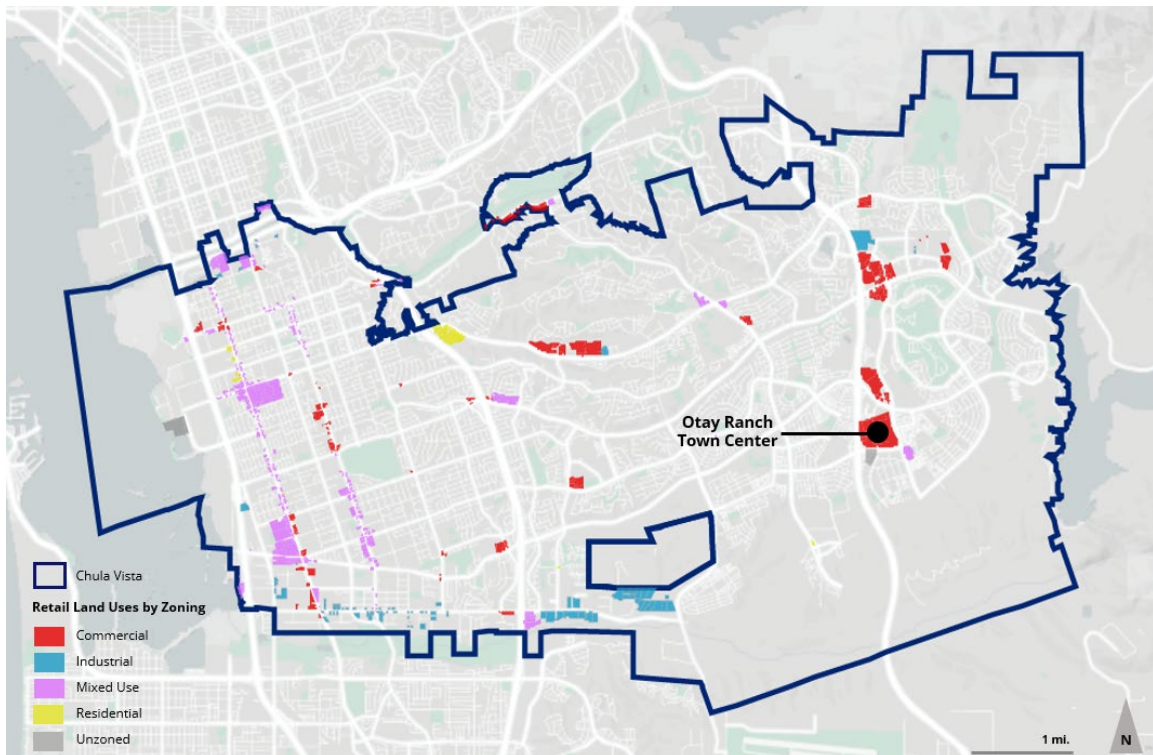 Otay Ranch
Town Center
Chula Vista
Retail Land Uses by Zoning
Commercial
Industrial
Mixed Use
Residential
Unzoned
1 mi.
N